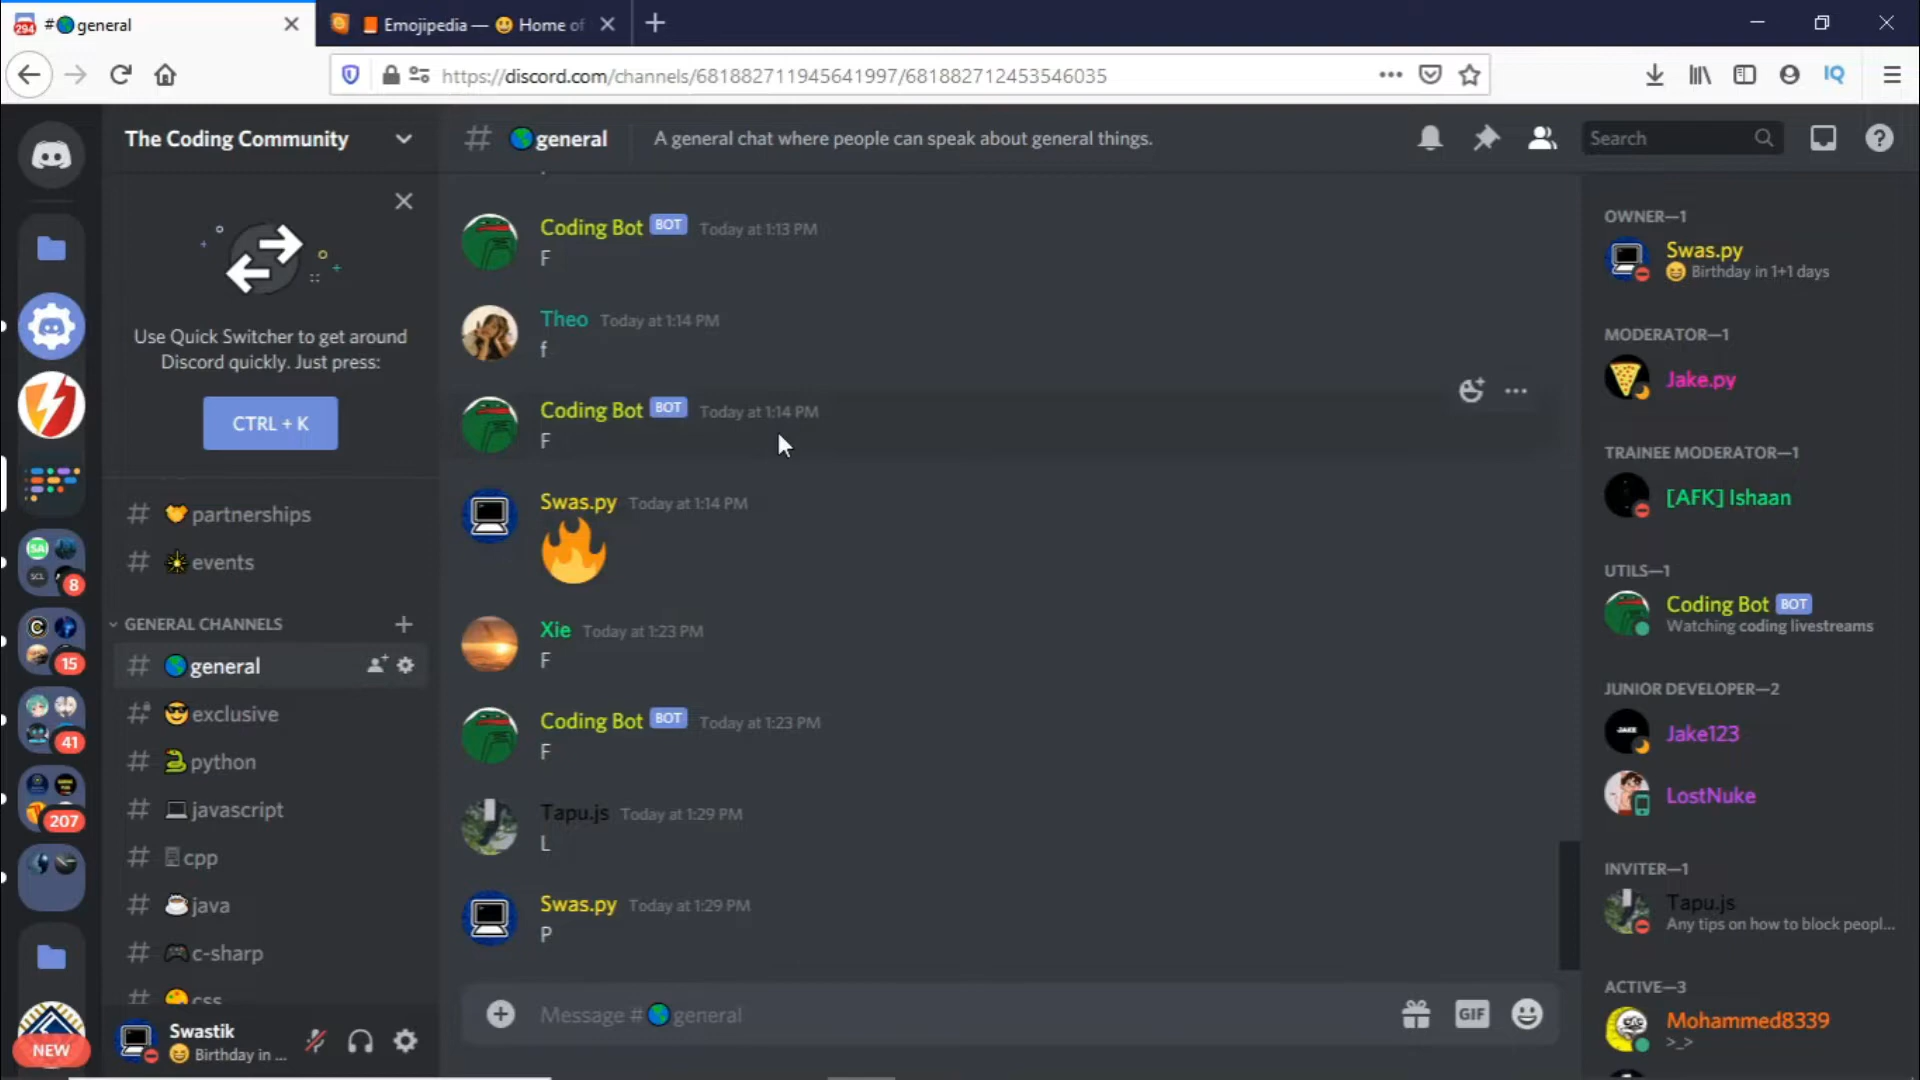 294
#general
Emojipedia — Home of
https://discord.com/channels/681882711945641997/681882712453546035
IQ
The Coding Community
# general
A general chat where people can speak about general things.
Search
Use Quick Switcher to get around
Discord quickly. Just press:
CTRL + K
# partnerships
# events
GENERAL CHANNELS
# general
# exclusive
# python
# javascript
# cpp
# java
# c-sharp
# css
SA
SCL
8
15
41
207
NEW
Swastik
Birthday in ...
Coding Bot BOT Today at 1:13 PM
F
Theo Today at 1:14 PM
f
Coding Bot BOT Today at 1:14 PM
F
Swas.py Today at 1:14 PM
Xie Today at 1:23 PM
F
Coding Bot BOT Today at 1:23 PM
F
Tapu.js Today at 1:29 PM
L
Swas.py Today at 1:29 PM
P
Message # general
GIF
OWNER—1
Swas.py
Birthday in 1+1 days
MODERATOR—1
Jake.py
TRAINEE MODERATOR—1
[AFK] Ishaan
UTILS—1
Coding Bot BOT
Watching coding livestreams
JUNIOR DEVELOPER—2
JAKE
Jake123
LostNuke
INVITER—1
Tapu.js
Any tips on how to block peopl...
ACTIVE—3
Mohammed8339
>_>